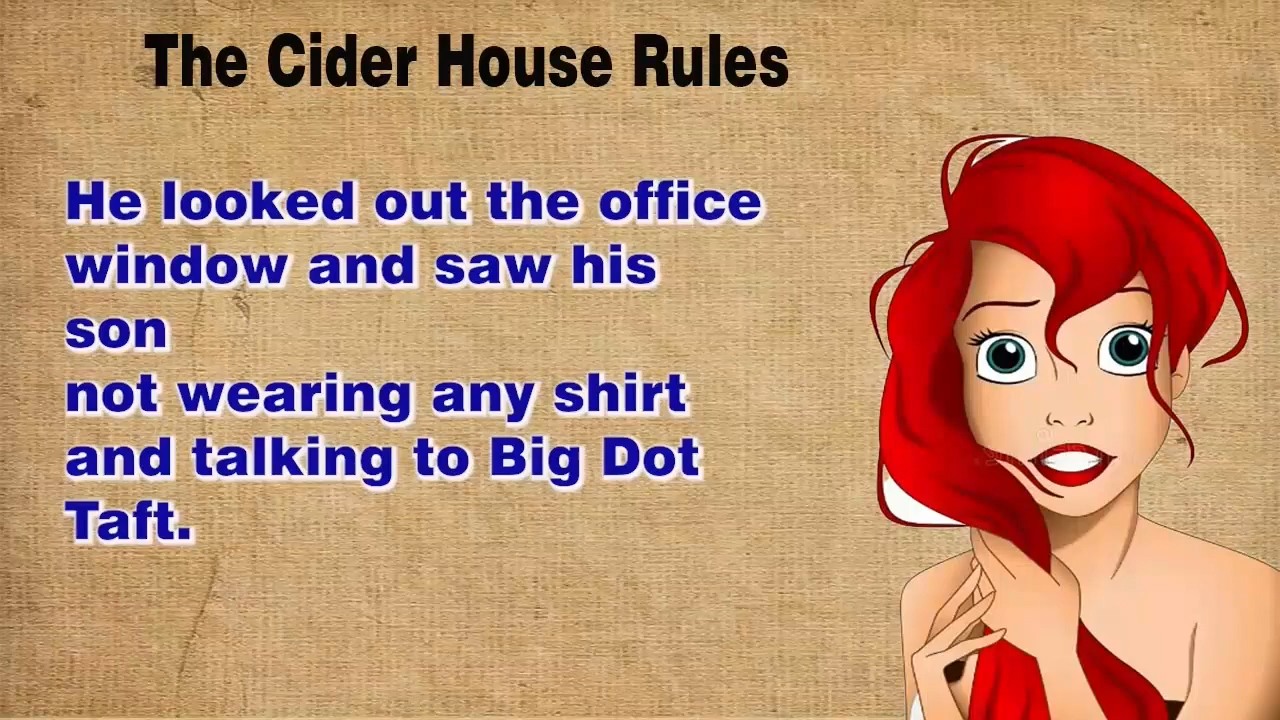 The Cider House Rules
He looked out the office
window and saw his
son
not wearing any shirt
and talking to Big Dot
Taft.